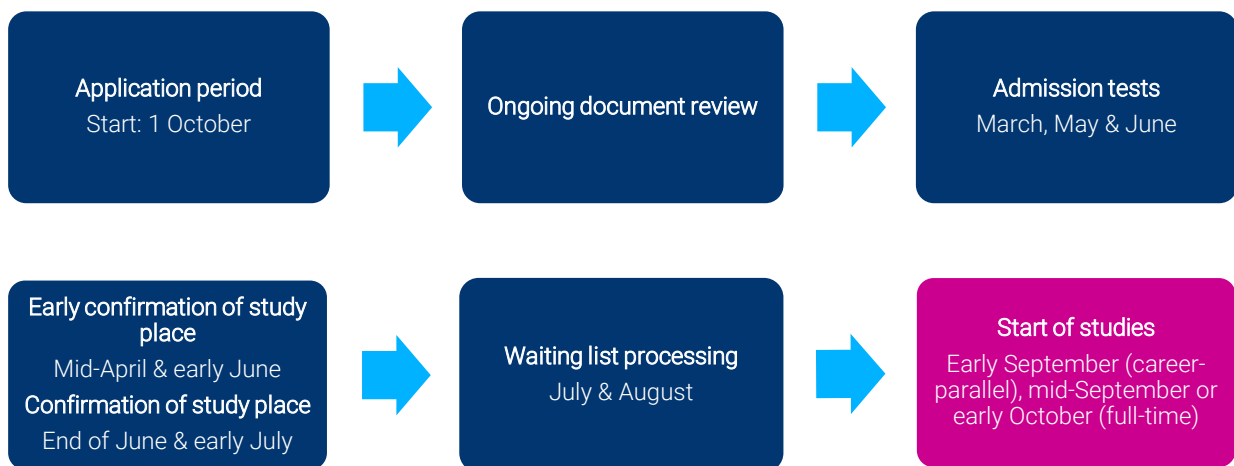 Application period
Start: 1 October
Ongoing document review
Admission tests
March, May & June
Early confirmation of study
place
Mid-April & early June
Confirmation of study place
End of June & early July
Waiting list processing
July & August
Start of studies
Early September (career-
parallel), mid-September or
early October (full-time)